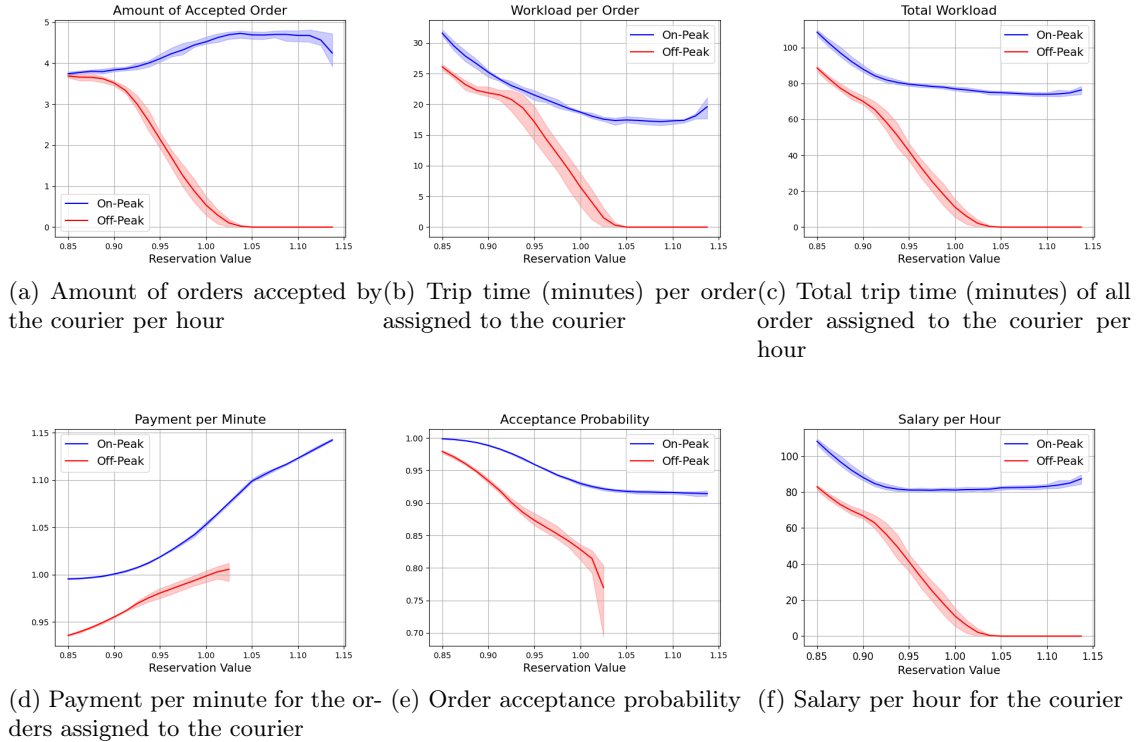 Amount of Accepted Order
5
4
3
2
1
0
On-Peak
Off-Peak
0.85 0.90 0.95 1.00 1.05 1.10 1.15
Reservation Value
Workload per Order
35
30
25
20
15
10
5
0
On-Peak
Off-Peak
0.85 0.90 0.95 1.00 1.05 1.10 1.15
Reservation Value
Total Workload
100
80
60
40
20
0
On-Peak
Off-Peak
0.85 0.90 0.95 1.00 1.05 1.10 1.15
Reservation Value
(a) Amount of orders accepted by
the courier per hour
(b) Trip time (minutes) per order
assigned to the courier
(c) Total trip time (minutes) of all
order assigned to the courier per
hour
Payment per Minute
1.15
1.10
1.05
1.00
0.95
On-Peak
Off-Peak
0.85 0.90 0.95 1.00 1.05 1.10 1.15
Reservation Value
Acceptance Probability
1.00
0.95
0.90
0.85
0.80
0.75
0.70
On-Peak
Off-Peak
0.85 0.90 0.95 1.00 1.05 1.10 1.15
Reservation Value
Salary per Hour
100
80
60
40
20
0
On-Peak
Off-Peak
0.85 0.90 0.95 1.00 1.05 1.10 1.15
Reservation Value
(d) Payment per minute for the or-
ders assigned to the courier
(e) Order acceptance probability
(f) Salary per hour for the courier